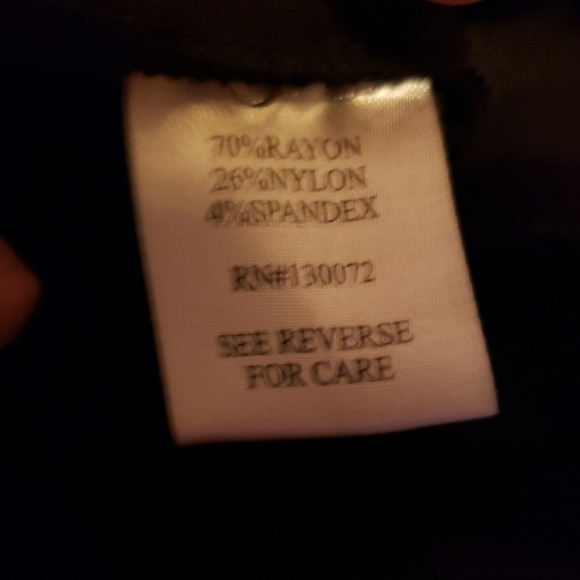 70%RAYON
26%NYLON
4%SPANDEX
RN#130072
SEE REVERSE
FOR CARE